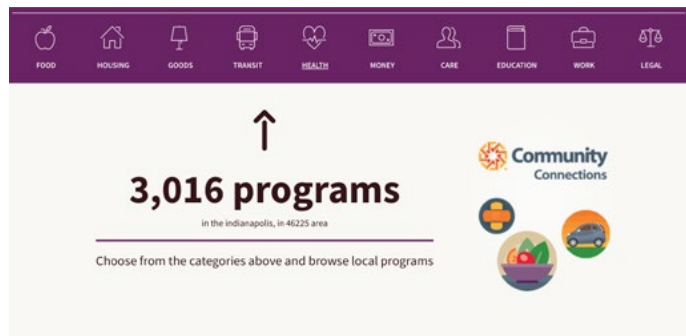 FOOD HOUSING GOODS TRANSIT HEALTH MONEY CARE EDUCATION WORK LEGAL
3,016 programs
in the indianapolis, in 46225 area
Choose from the categories above and browse local programs
Community
Connections